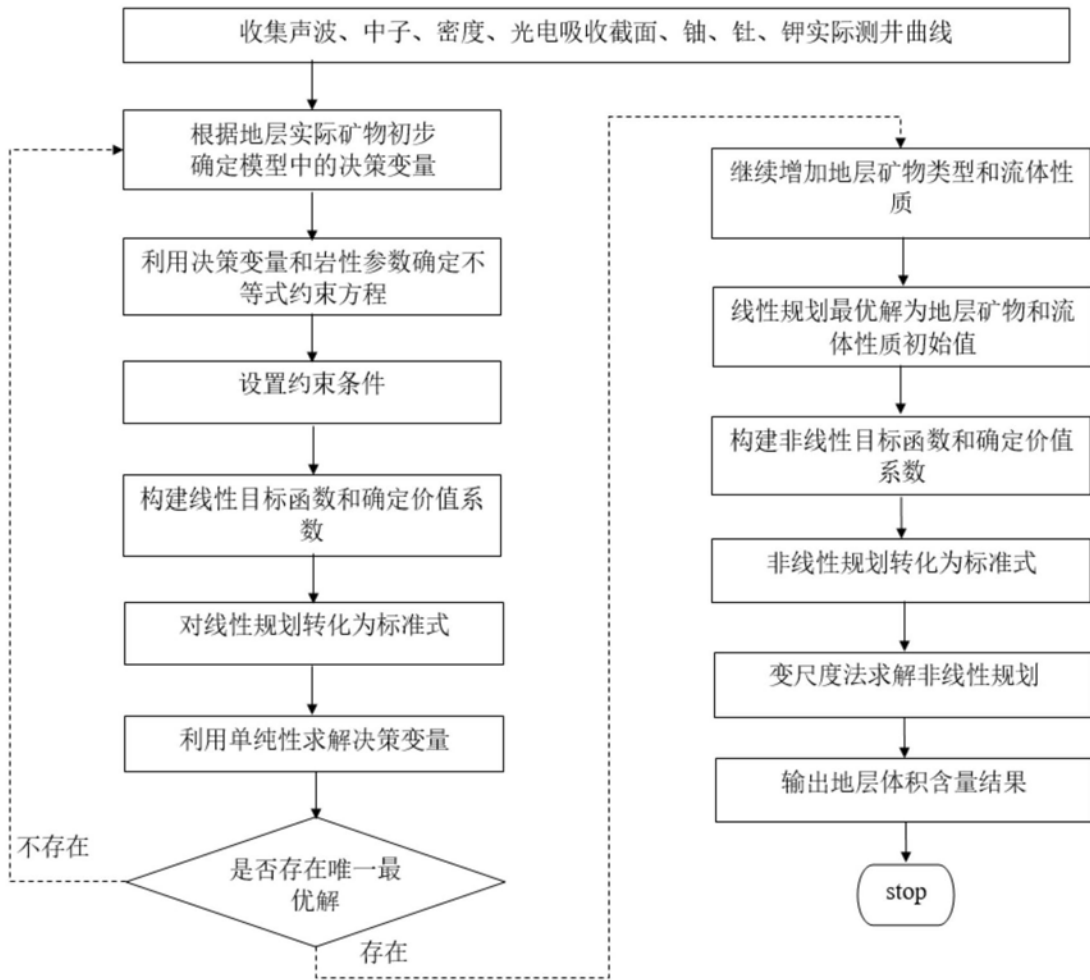 收集声波、中子、密度、光电吸收截面、铀、钍、钾实际测井曲线
根据地层实际矿物初步
确定模型中的决策变量
利用决策变量和岩性参数确定不
等式约束方程
设置约束条件
构建线性目标函数和确定价值系
数
对线性规划转化为标准式
利用单纯性求解决策变量
是否存在唯一最
优解
不存在
存在
继续增加地层矿物类型和流体性
质
线性规划最优解为地层矿物和流
体性质初始值
构建非线性目标函数和确定价值
系数
非线性规划转化为标准式
变尺度法求解非线性规划
输出地层体积含量结果
stop